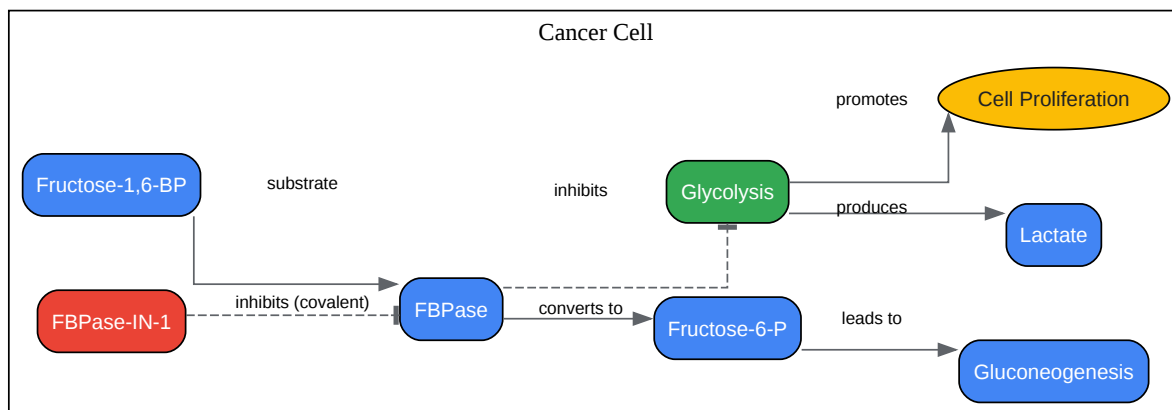 Cancer Cell
promotes
Cell Proliferation
Fructose-1,6-BP
substrate
inhibits
Glycolysis
produces
Lactate
FBPase-IN-1
inhibits (covalent)
FBPase
converts to
Fructose-6-P
leads to
Gluconeogenesis